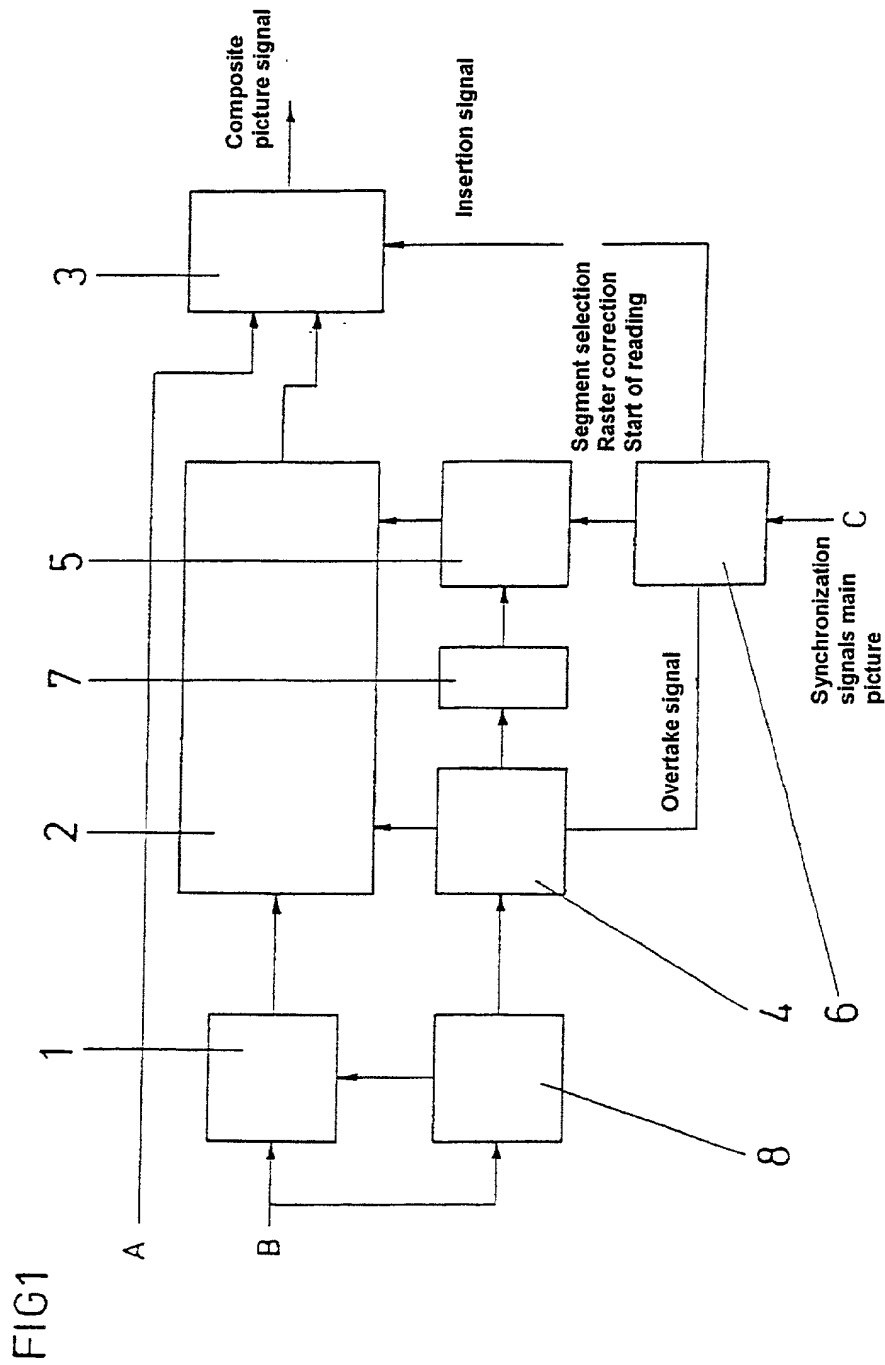 FIG1
A
B
1
2
3
4
5
6
7
8
C
Composite
picture signal
Insertion signal
Segment selection
Raster correction
Start of reading
Overtake signal
Synchronization
signals main
picture